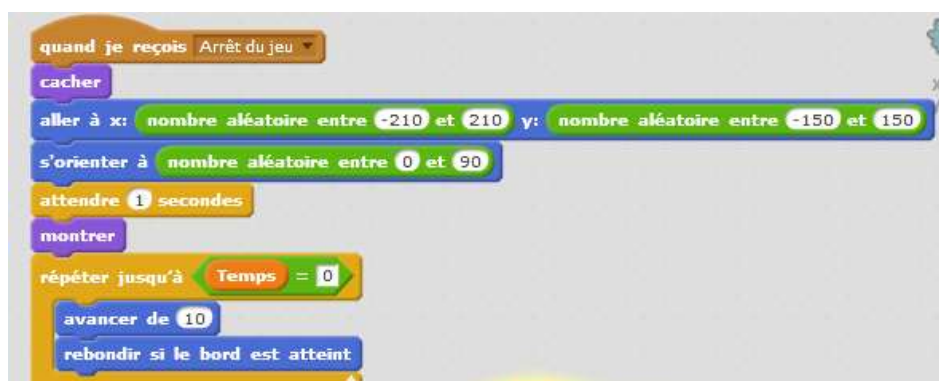 quand je reçois Arrêt du jeu
cacher
aller à x: nombre aléatoire entre -210 et 210 y: nombre aléatoire entre -150 et 150
s'orienter à nombre aléatoire entre 0 et 90
attendre 1 secondes
montrer
répéter jusqu'à Temps = 0
avancer de 10
rebondir si le bord est atteint